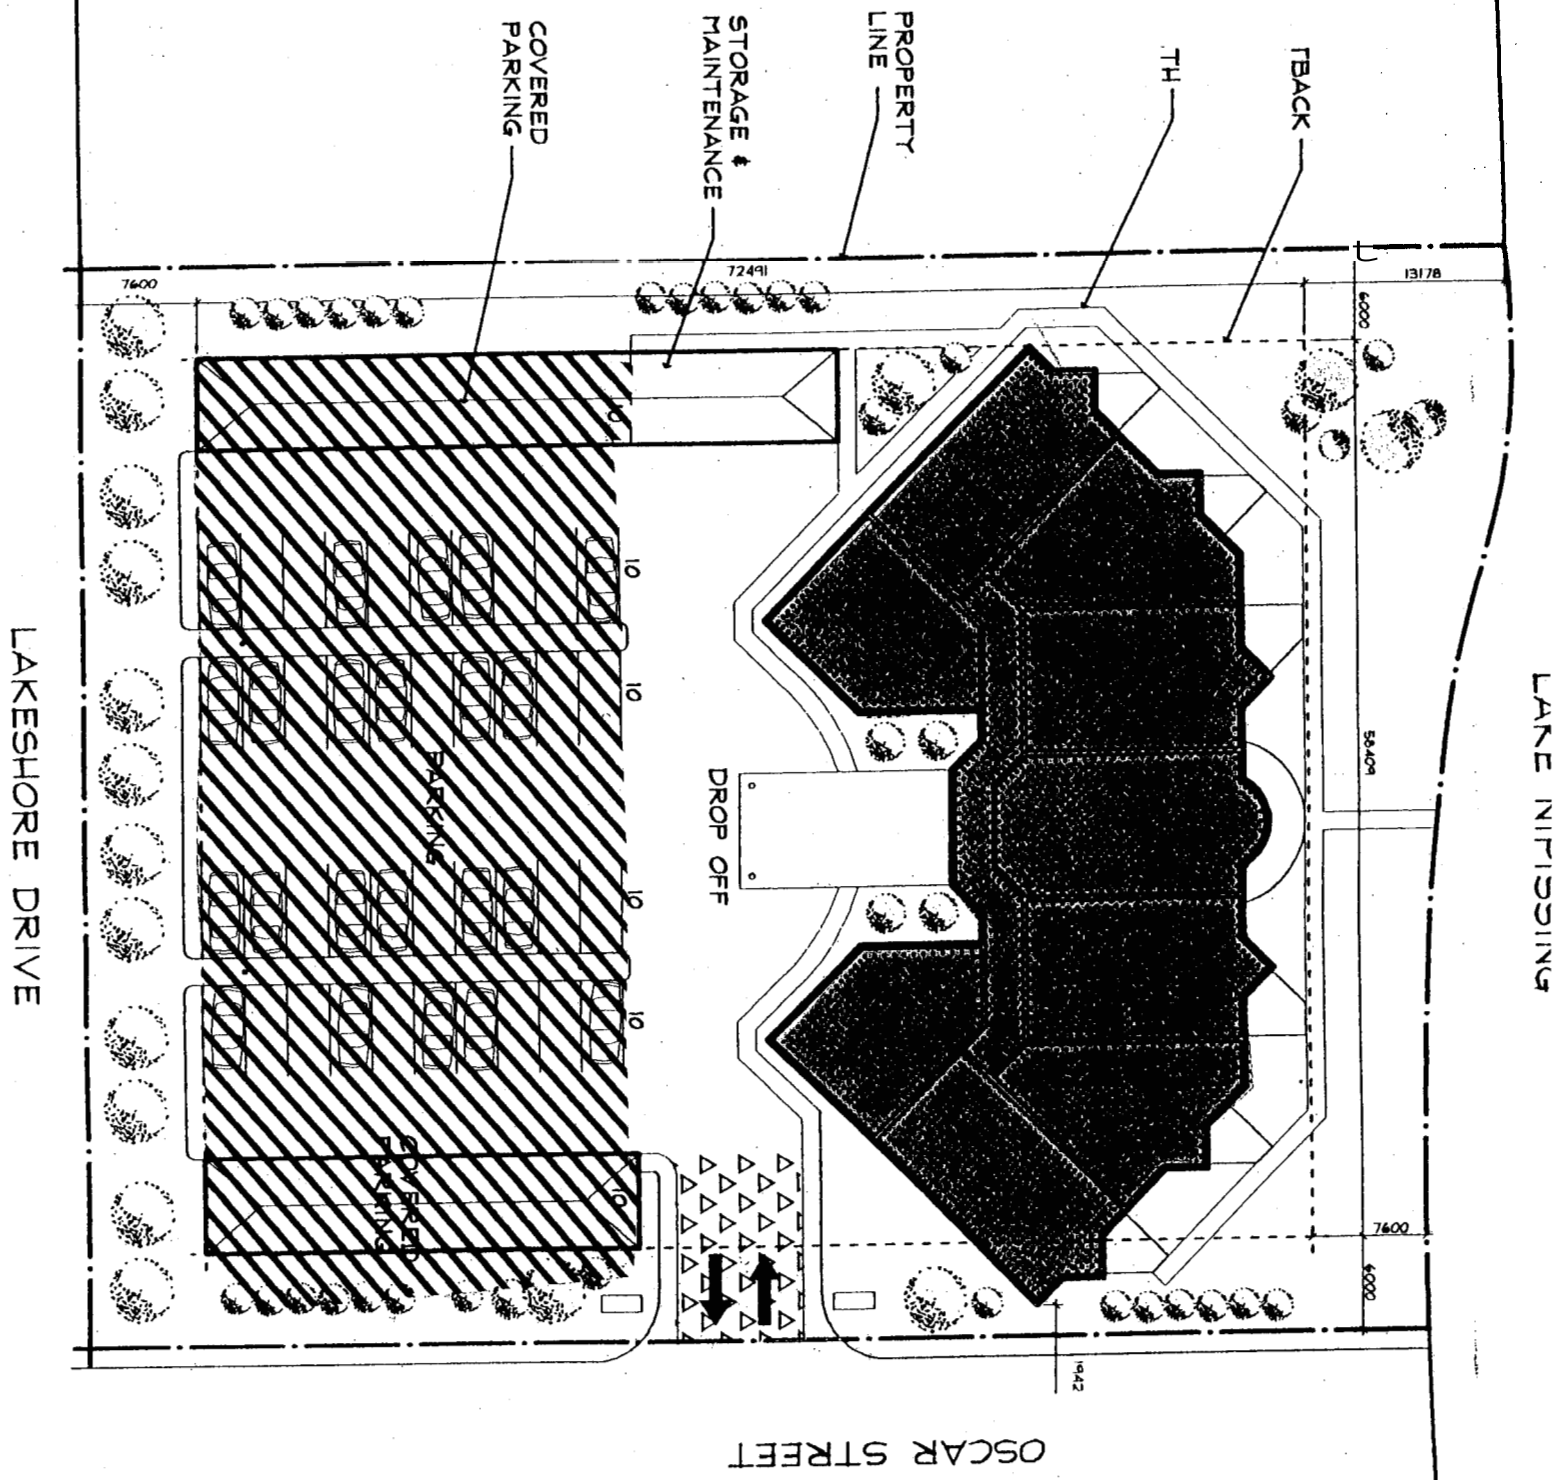 COVERED
PARKING
STORAGE &
MAINTENANCE
PROPERTY
LINE
TH
TBACK
7600
72491
13178
6000
10
10
10
PARKING
10
10
COVERED
PARKING
10
DROP OFF
58409
7600
6000
1942
LAKESHORE DRIVE
LAKE NIPISSING
OSCAR STREET